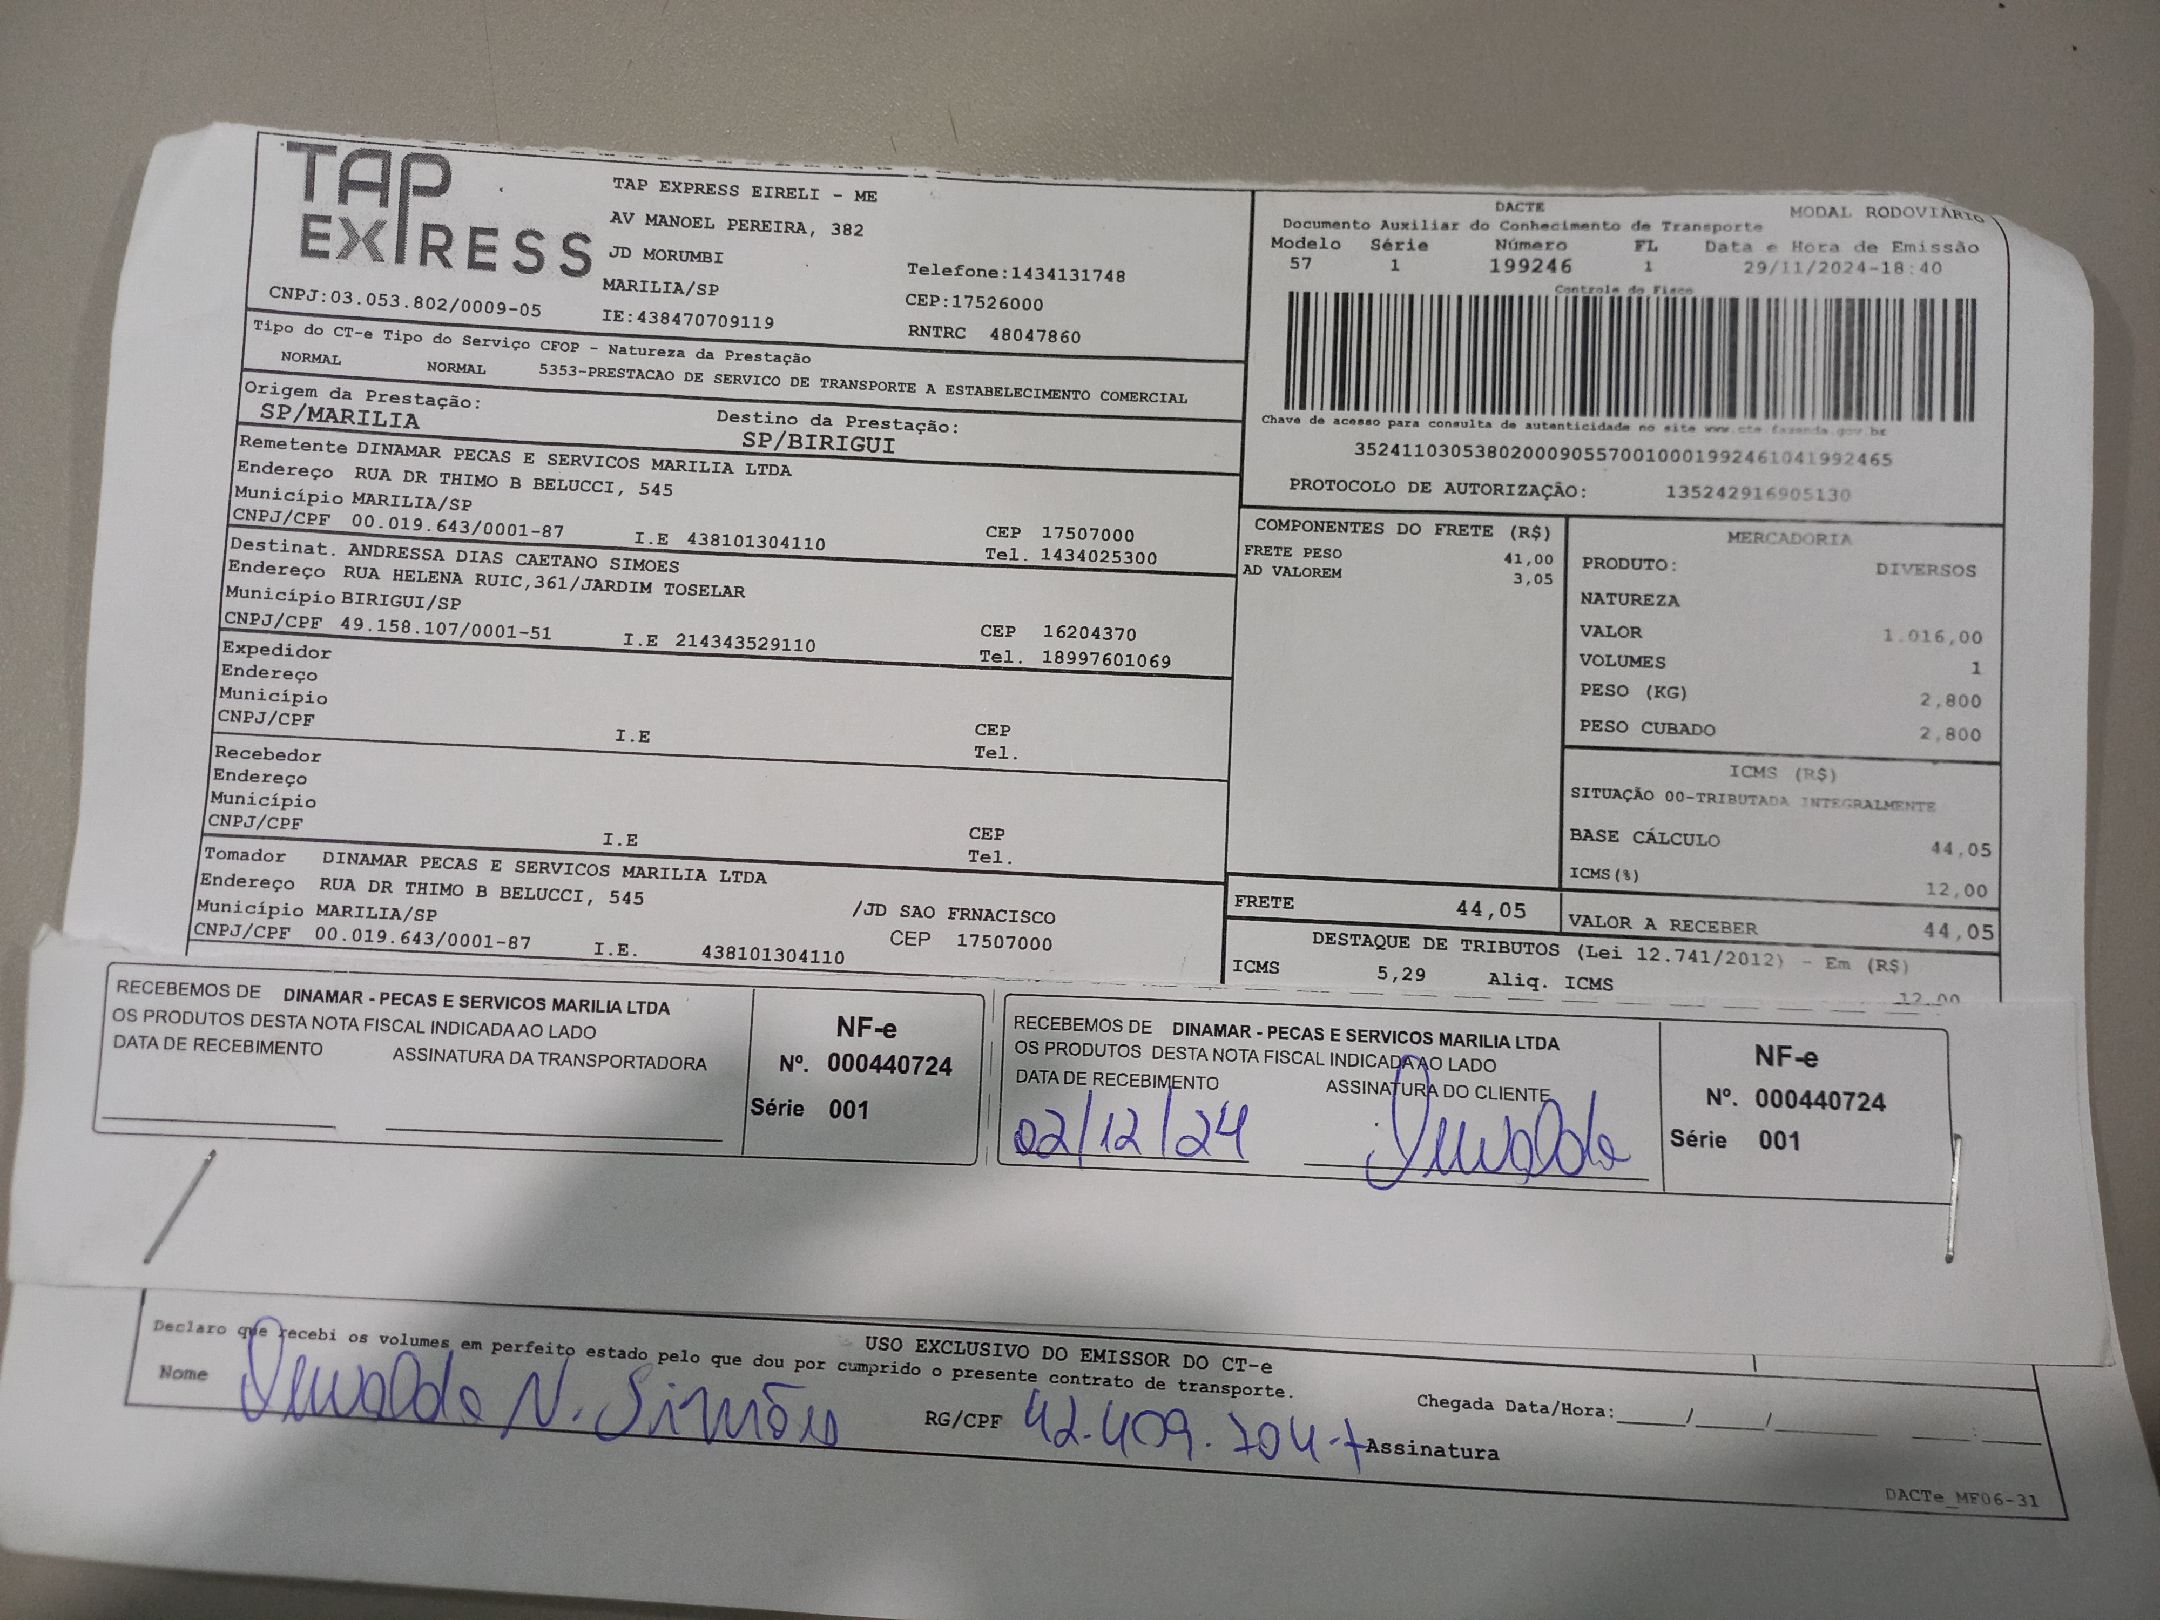 TAP
EXPRESS
CNPJ:03.053.802/0009-05
TAP EXPRESS EIRELI - ME
AV MANOEL PEREIRA, 382
JD MORUMBI
MARILIA/SP
IE:438470709119
Telefone:1434131748
CEP:17526000
RNTRC 48047860
Tipo do CT-e Tipo do Serviço CFOP - Natureza da Prestação
NORMAL NORMAL 5353-PRESTACAO DE SERVICO DE TRANSPORTE A ESTABELECIMENTO COMERCIAL
Origem da Prestação: Destino da Prestação:
SP/MARILIA SP/BIRIGUI
Remetente DINAMAR PECAS E SERVICOS MARILIA LTDA
Endereço RUA DR THIMO B BELUCCI, 545
Município MARILIA/SP CEP 17507000
CNPJ/CPF 00.019.643/0001-87 I.E 438101304110 Tel. 1434025300
Destinat. ANDRESSA DIAS CAETANO SIMOES
Endereço RUA HELENA RUIC,361/JARDIM TOSELAR
Município BIRIGUI/SP CEP 16204370
CNPJ/CPF 49.158.107/0001-51 I.E 214343529110 Tel. 18997601069
Expedidor
Endereço
Município CEP
CNPJ/CPF I.E Tel.
Recebedor
Endereço
Município CEP
CNPJ/CPF I.E Tel.
Tomador DINAMAR PECAS E SERVICOS MARILIA LTDA
Endereço RUA DR THIMO B BELUCCI, 545 /JD SAO FRNACISCO
Município MARILIA/SP CEP 17507000
CNPJ/CPF 00.019.643/0001-87 I.E. 438101304110
DACTE MODAL RODOVIÁRIO
Documento Auxiliar do Conhecimento de Transporte
Modelo Série Número FL Data e Hora de Emissão
57 1 199246 1 29/11/2024-18:40
Controle do Fisco
Chave de acesso para consulta de autenticidade no site www.cte.fazenda.gov.br
35241103053802000905570010001992461041992465
PROTOCOLO DE AUTORIZAÇÃO: 135242916905130
COMPONENTES DO FRETE (R$)
FRETE PESO 41,00
AD VALOREM 3,05
MERCADORIA
PRODUTO: DIVERSOS
NATUREZA
VALOR 1.016,00
VOLUMES 1
PESO (KG) 2,800
PESO CUBADO 2,800
ICMS (R$)
SITUAÇÃO 00-TRIBUTADA INTEGRALMENTE
BASE CÁLCULO 44,05
ICMS(%) 12,00
FRETE 44,05 VALOR A RECEBER 44,05
DESTAQUE DE TRIBUTOS (Lei 12.741/2012) - Em (R$)
ICMS 5,29 Aliq. ICMS 12,00
RECEBEMOS DE DINAMAR - PECAS E SERVICOS MARILIA LTDA
OS PRODUTOS DESTA NOTA FISCAL INDICADA AO LADO
DATA DE RECEBIMENTO ASSINATURA DA TRANSPORTADORA
NF-e
Nº. 000440724
Série 001
RECEBEMOS DE DINAMAR - PECAS E SERVICOS MARILIA LTDA
OS PRODUTOS DESTA NOTA FISCAL INDICADA AO LADO
DATA DE RECEBIMENTO ASSINATURA DO CLIENTE
02/12/24
NF-e
Nº. 000440724
Série 001
USO EXCLUSIVO DO EMISSOR DO CT-e
Declaro que recebi os volumes em perfeito estado pelo que dou por cumprido o presente contrato de transporte.
Nome N. Simões RG/CPF 42.409.704-7 Assinatura
Chegada Data/Hora:_____/_____/_______ ____:____
DACTe_MF06-31